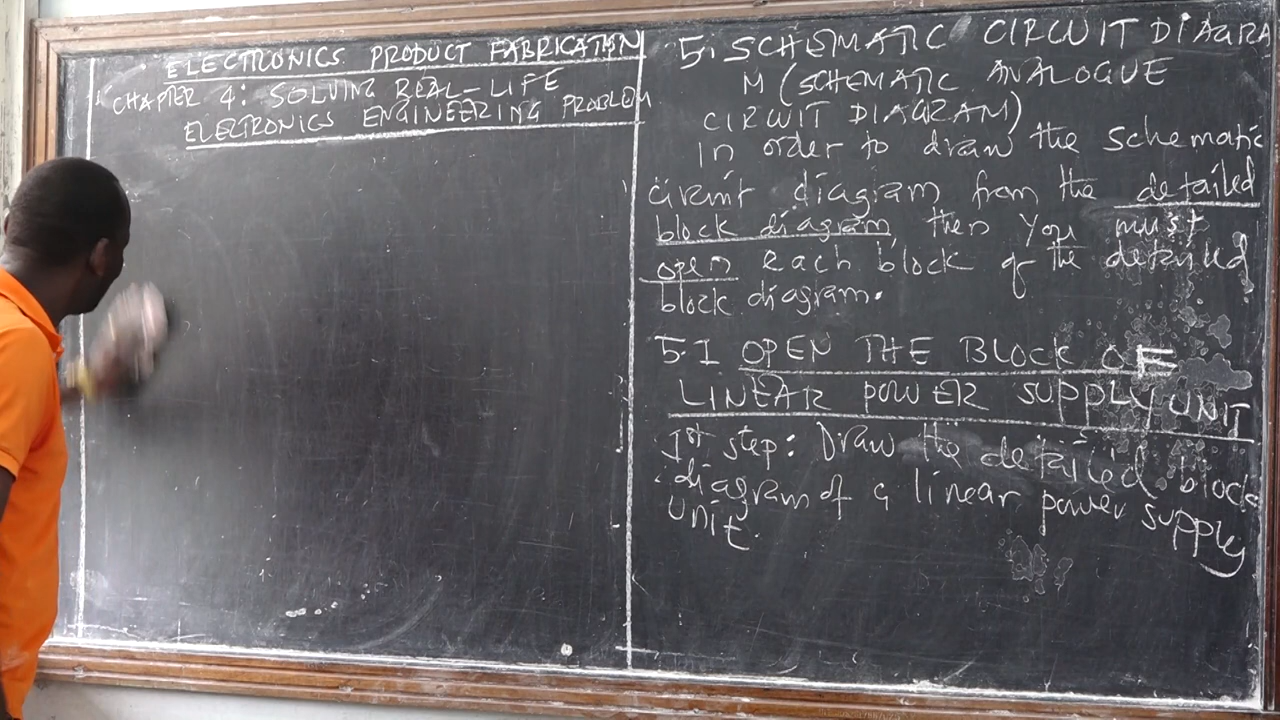 ELECTRONICS PRODUCT FABRICATION
CHAPTER 4: SOLVING REAL-LIFE
ELECTRONICS ENGINEERING PROBLEM
5. SCHEMATIC CIRCUIT DIAGRA
M (SCHEMATIC ANALOGUE
CIRCUIT DIAGRAM)
In order to draw the schematic
circuit diagram from the detailed
block diagram then you must
open each block of the detailed
block diagram.
5.1 OPEN THE BLOCK OF
LINEAR POWER SUPPLY UNIT
1st step: Draw the detailed block
diagram of a linear power supply
unit.